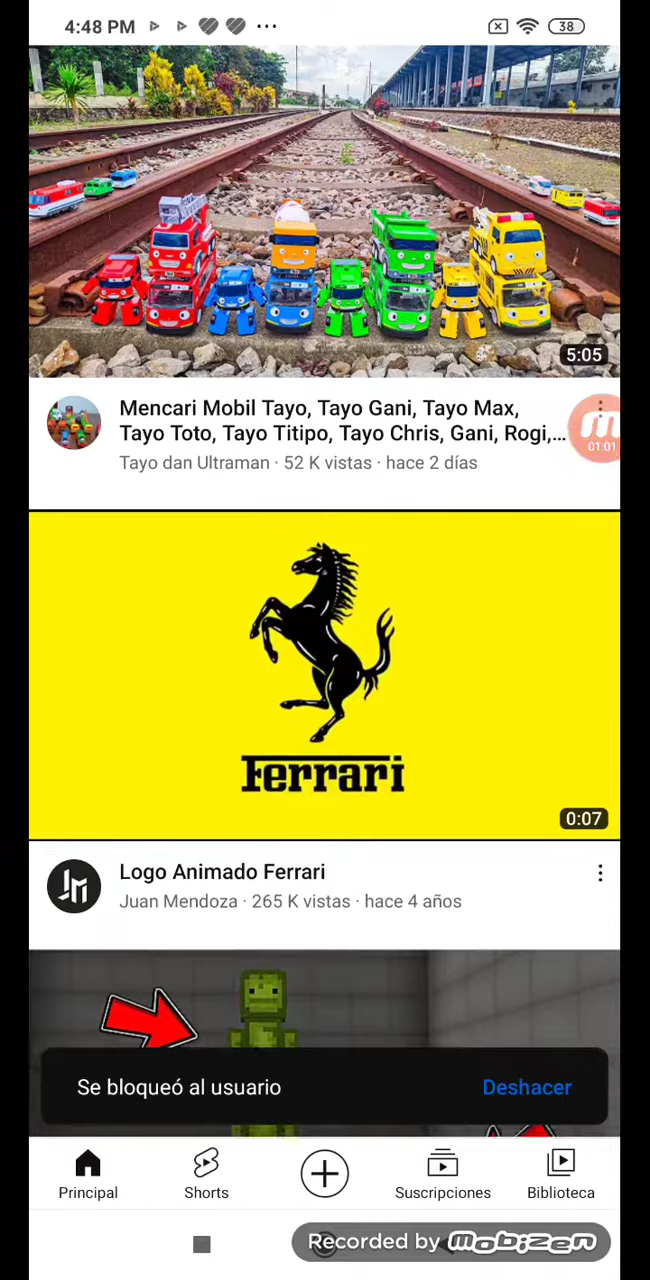 4:48 PM
38
5:05
Mencari Mobil Tayo, Tayo Gani, Tayo Max,
Tayo Toto, Tayo Titipo, Tayo Chris, Gani, Rogi,...
01:01
Tayo dan Ultraman · 52 K vistas · hace 2 días
Ferrari
0:07
Logo Animado Ferrari
Juan Mendoza · 265 K vistas · hace 4 años
Se bloqueó al usuario
Deshacer
Principal
Shorts
Suscripciones
Biblioteca
Recorded by mobizen